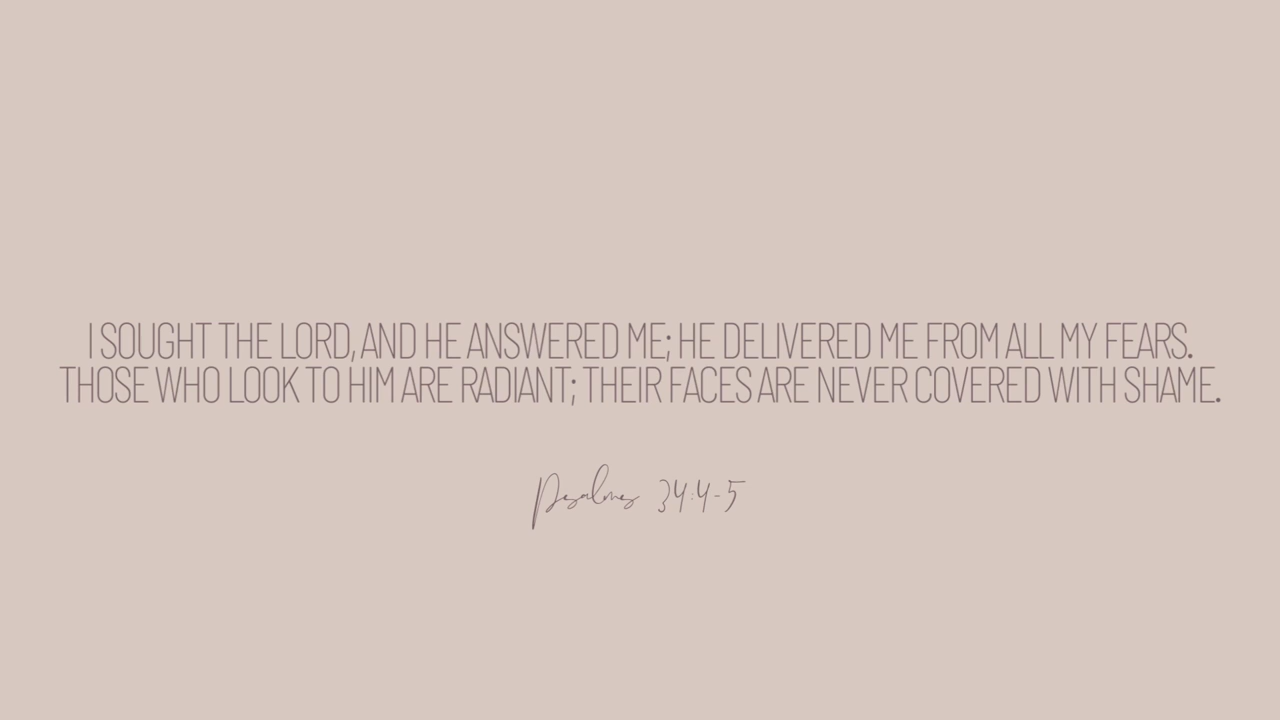 I SOUGHT THE LORD, AND HE ANSWERED ME; HE DELIVERED ME FROM ALL MY FEARS.
THOSE WHO LOOK TO HIM ARE RADIANT; THEIR FACES ARE NEVER COVERED WITH SHAME.
Psalms 34:4-5